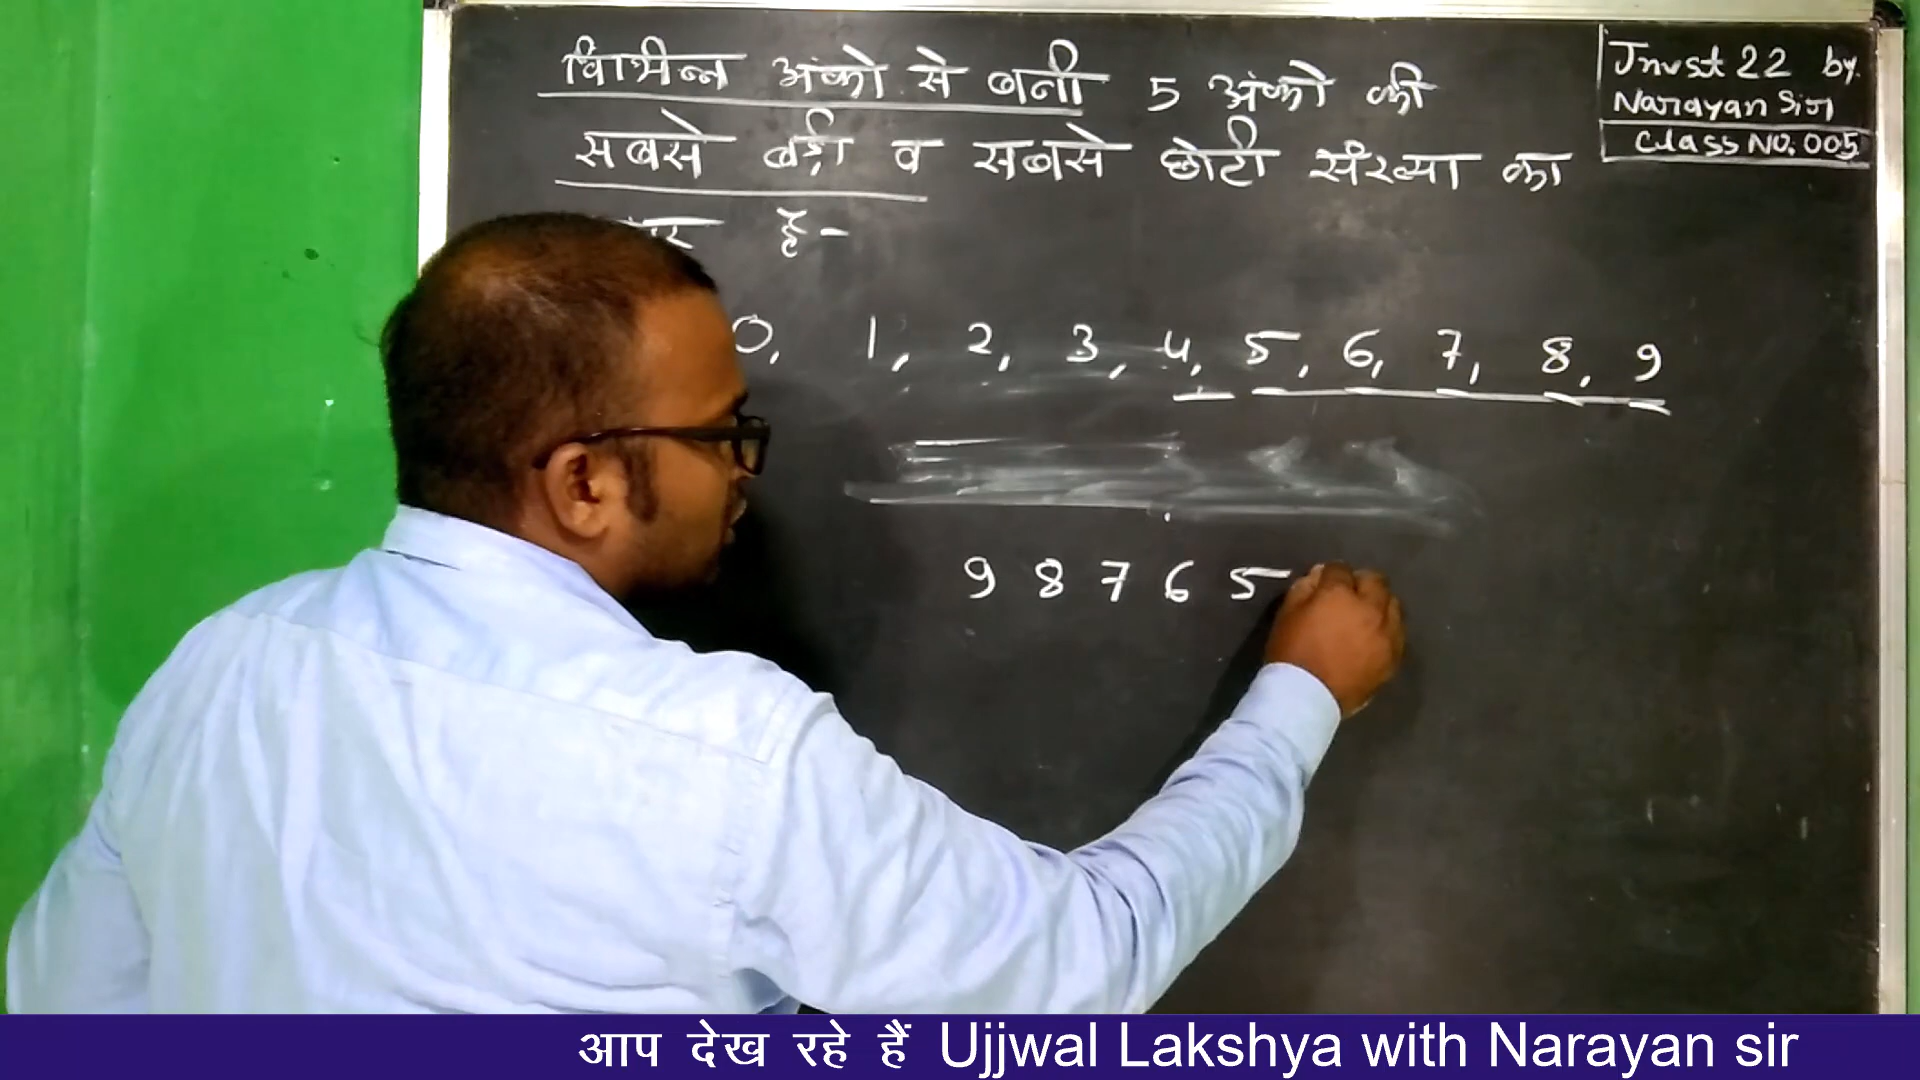 विभिन्न अंको से बनी 5 अंको की
सबसे बड़ी व सबसे छोटी संख्या का
है-
Jnvst 22 by
Narayan Sir
Class NO. 005
0, 1, 2, 3, 4, 5, 6, 7, 8, 9
9 8 7 6 5
आप देख रहे हैं Ujjwal Lakshya with Narayan sir